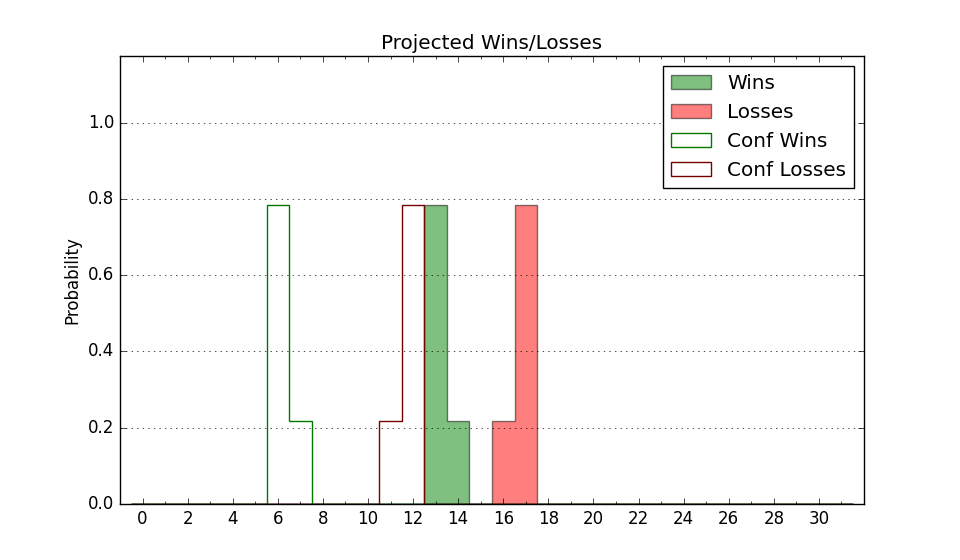 Projected Wins/Losses
Wins
Losses
Conf Wins
Conf Losses
Probability
1.0
0.8
0.6
0.4
0.2
0.0
0 2 4 6 8 10 12 14 16 18 20 22 24 26 28 30